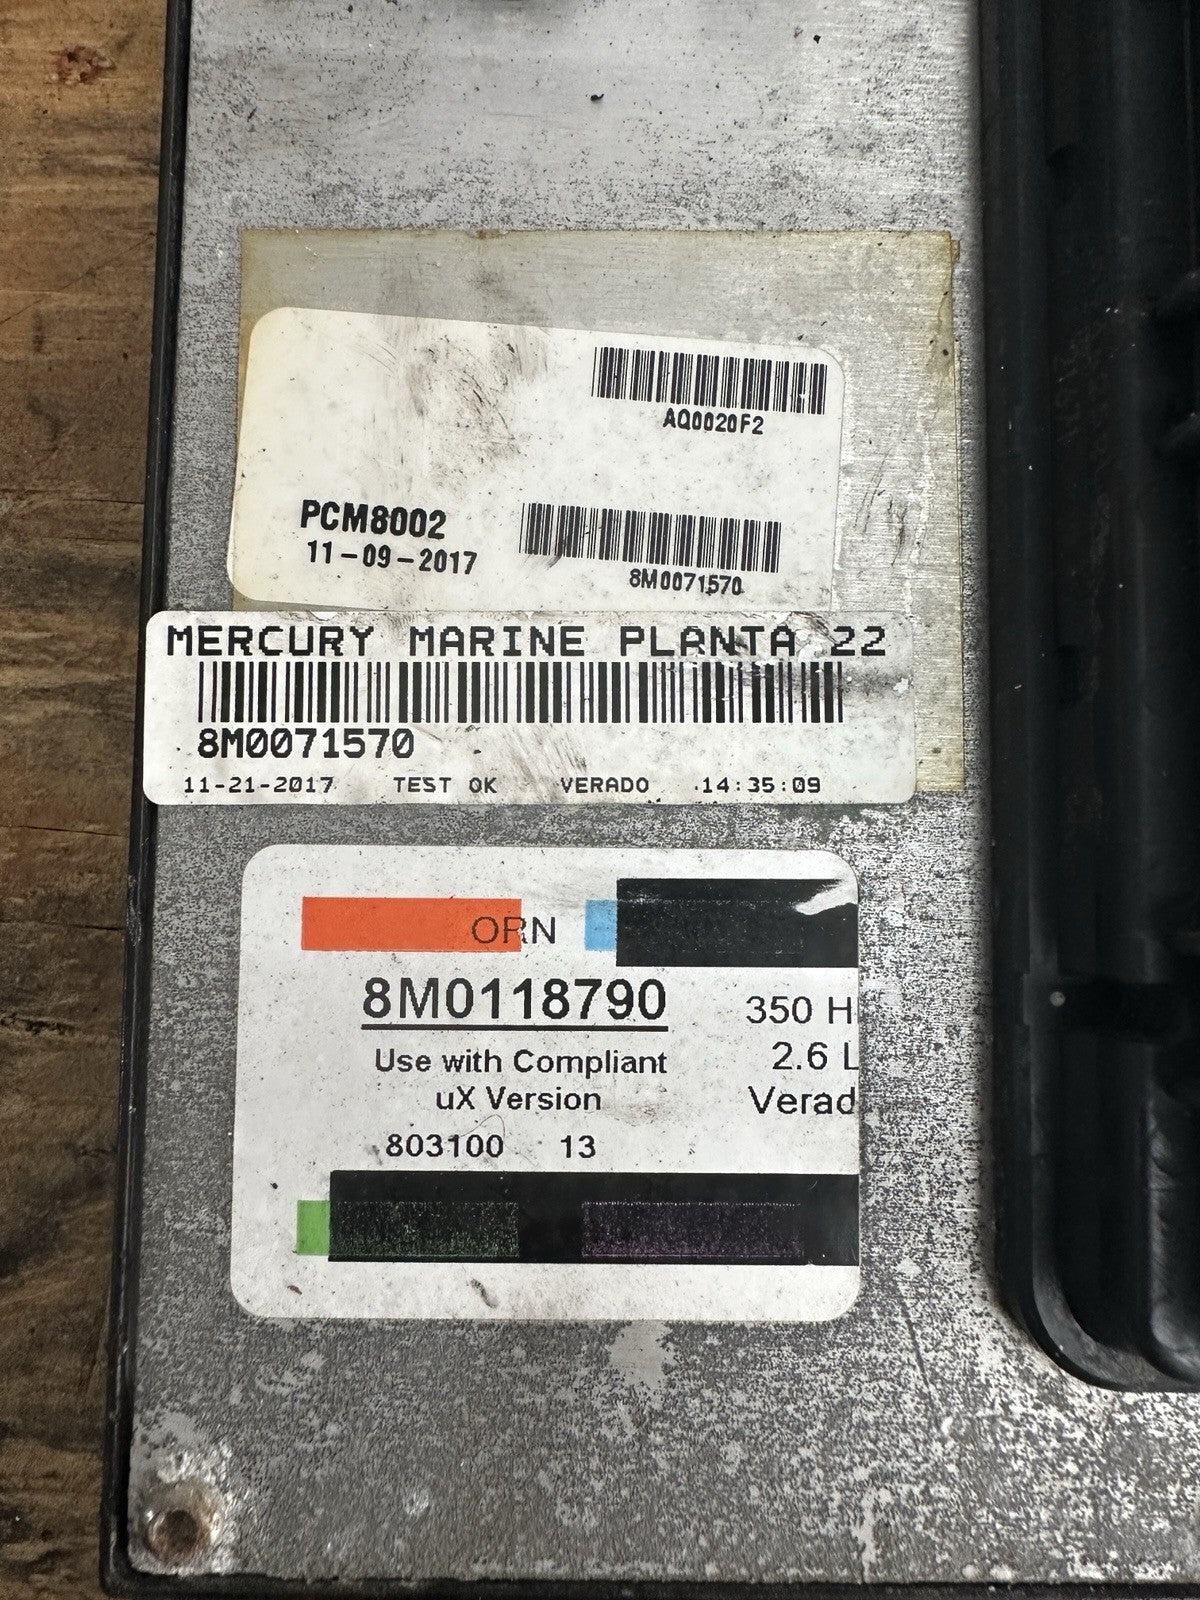 AQ0020F2
PCM8002
11-09-2017
8M0071570
MERCURY MARINE PLANTA 22
8M0071570
11-21-2017 TEST OK VERADO 14:35:09
ORN
8M0118790
350 H
Use with Compliant
2.6 L
uX Version
Verad
803100 13